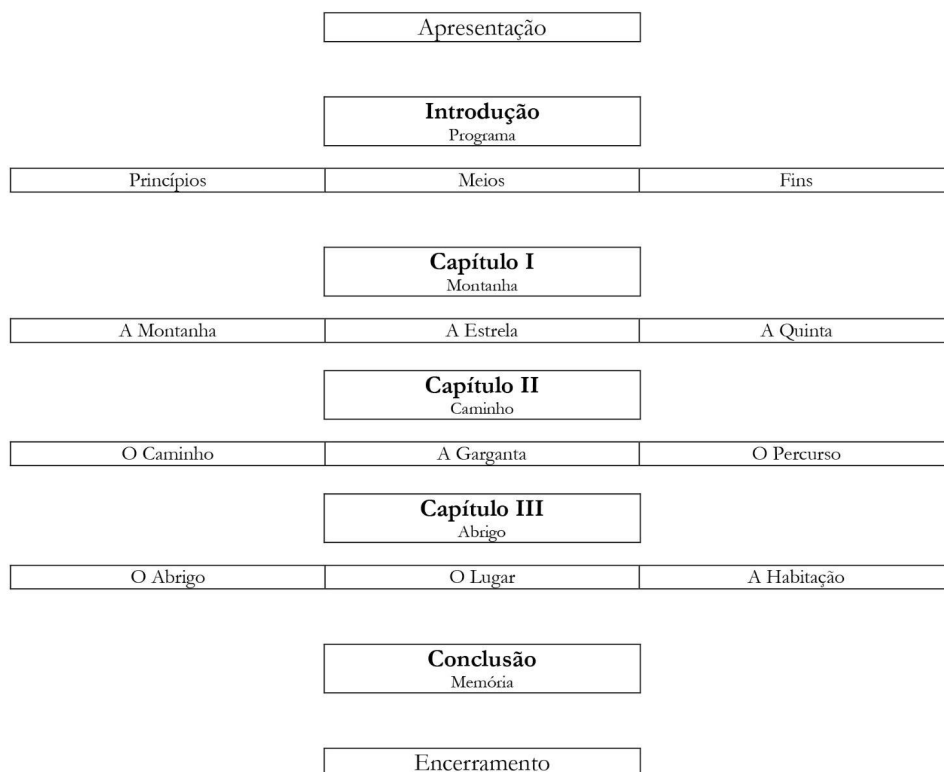 Apresentação
Introdução
Programa
Princípios Meios Fins
Capítulo I
Montanha
A Montanha A Estrela A Quinta
Capítulo II
Caminho
O Caminho A Garganta O Percurso
Capítulo III
Abrigo
O Abrigo O Lugar A Habitação
Conclusão
Memória
Encerramento